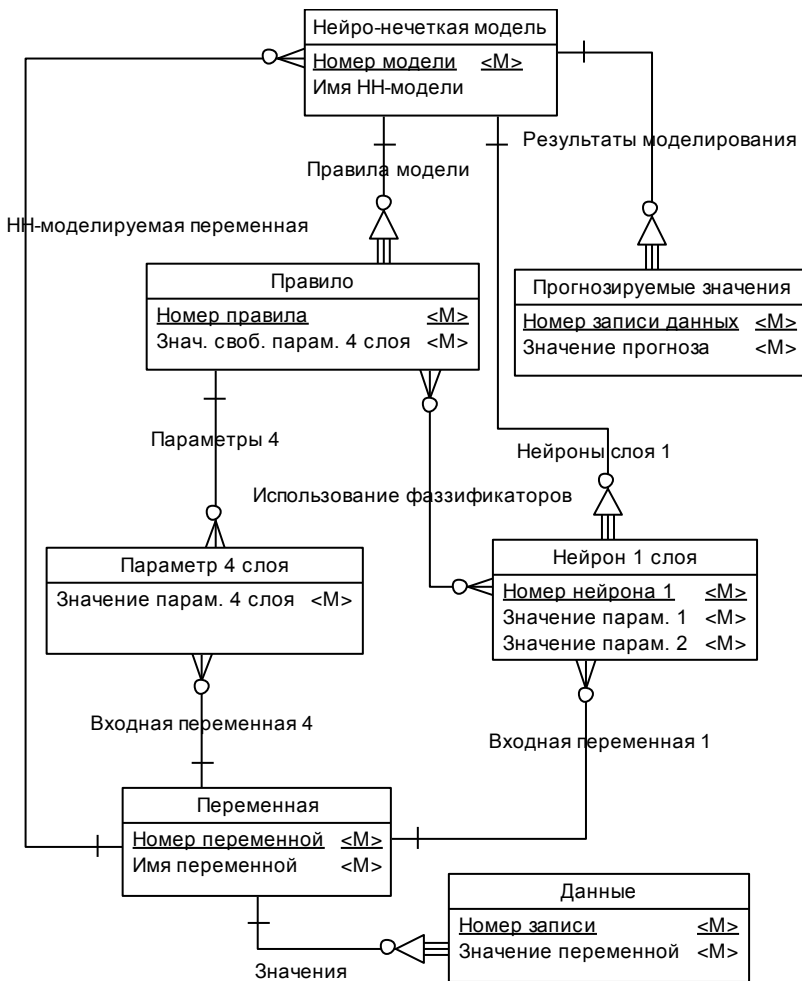 Нейро-нечеткая модель
Номер модели <M>
Имя НН-модели
Результаты моделирования
Правила модели
НН-моделируемая переменная
Правило
Номер правила <M>
Знач. своб. парам. 4 слоя <M>
Прогнозируемые значения
Номер записи данных <M>
Значение прогноза <M>
Параметры 4
Нейроны слоя 1
Использование фаззификаторов
Параметр 4 слоя
Значение парам. 4 слоя <M>
Нейрон 1 слоя
Номер нейрона 1 <M>
Значение парам. 1 <M>
Значение парам. 2 <M>
Входная переменная 4
Входная переменная 1
Переменная
Номер переменной <M>
Имя переменной <M>
Данные
Номер записи <M>
Значение переменной <M>
Значения